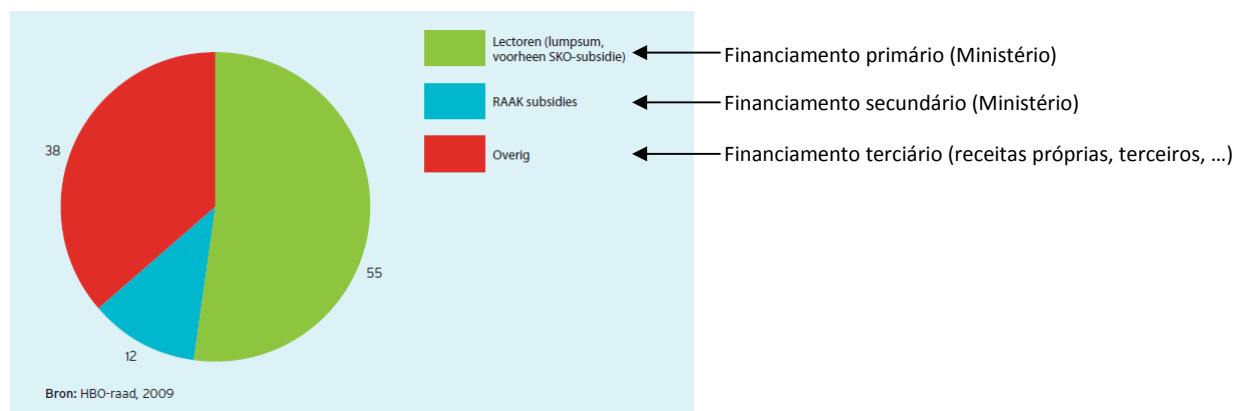 Lectoren (lumpsum,
voorheen SKO-subsidie)
Financiamento primário (Ministério)
RAAK subsidies
Financiamento secundário (Ministério)
Overig
Financiamento terciário (receitas próprias, terceiros, …)
38
55
12
Bron: HBO-raad, 2009